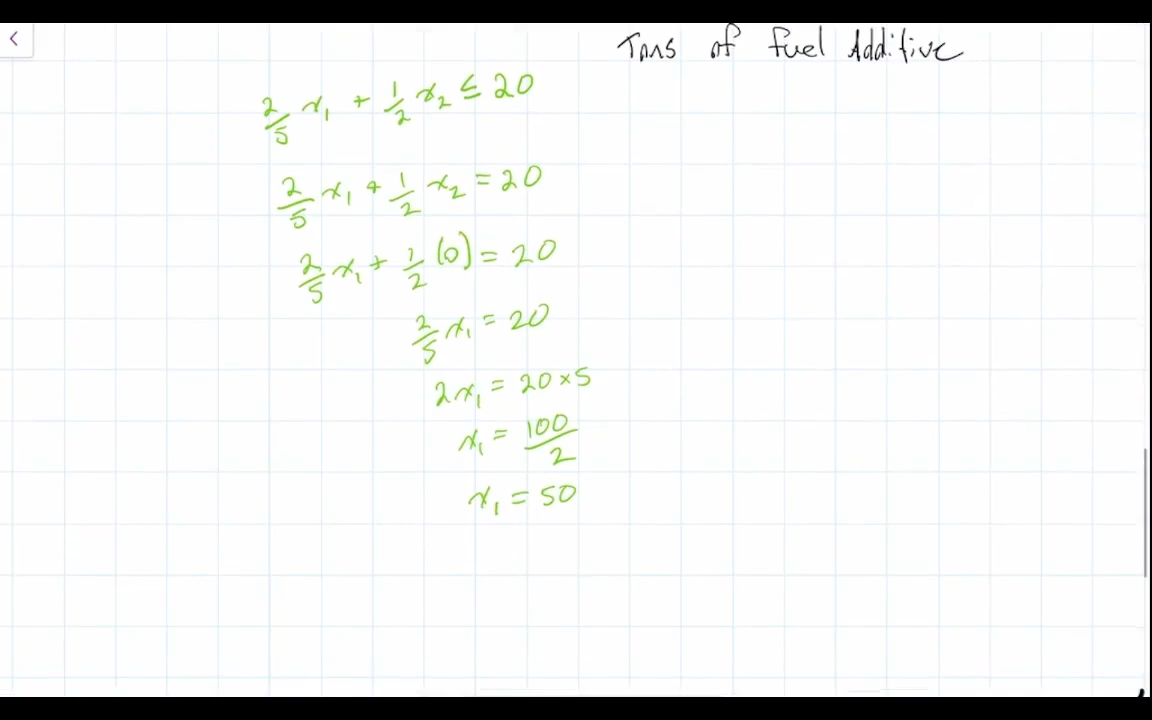 Tons of fuel Additive
2/5 x₁ + 1/2 x₂ ≤ 20
2/5 x₁ + 1/2 x₂ = 20
2/5 x₁ + 1/2 (0) = 20
2/5 x₁ = 20
2x₁ = 20 × 5
x₁ = 100/2
x₁ = 50